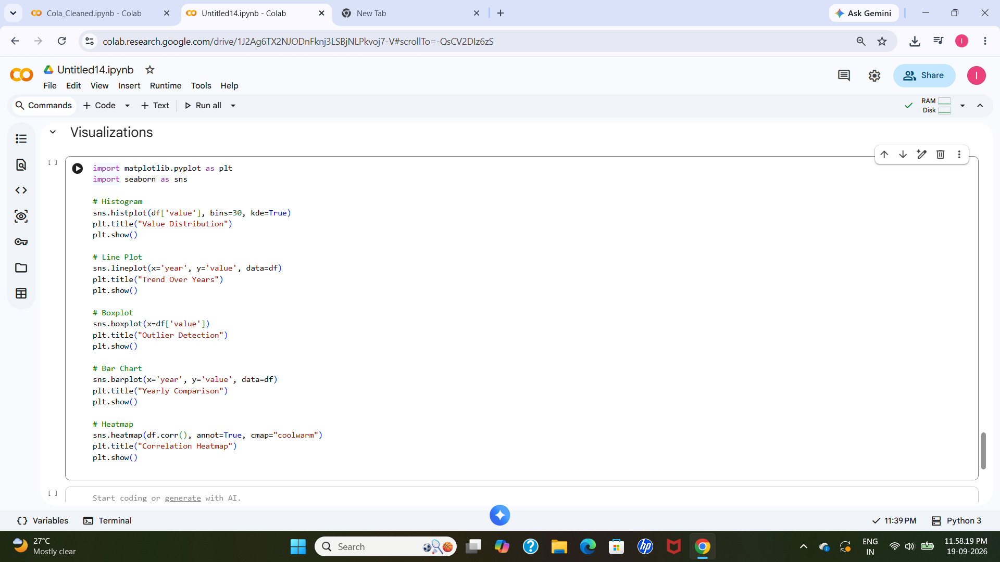 Cola_Cleaned.ipynb - Colab
Untitled14.ipynb - Colab
New Tab
Ask Gemini
colab.research.google.com/drive/1J2Ag6TX2NJODnFknj3LSBjNLPkvoj7-V#scrollTo=-QsCV2DIz6zS
I
Untitled14.ipynb
File Edit View Insert Runtime Tools Help
Share
I
Commands + Code + Text Run all
RAM
Disk
Visualizations
[ ]
import matplotlib.pyplot as plt
import seaborn as sns
# Histogram
sns.histplot(df['value'], bins=30, kde=True)
plt.title("Value Distribution")
plt.show()
# Line Plot
sns.lineplot(x='year', y='value', data=df)
plt.title("Trend Over Years")
plt.show()
# Boxplot
sns.boxplot(x=df['value'])
plt.title("Outlier Detection")
plt.show()
# Bar Chart
sns.barplot(x='year', y='value', data=df)
plt.title("Yearly Comparison")
plt.show()
# Heatmap
sns.heatmap(df.corr(), annot=True, cmap="coolwarm")
plt.title("Correlation Heatmap")
plt.show()
[ ]
Start coding or generate with AI.
{} Variables Terminal
11:39 PM Python 3
27°C
Mostly clear
Search
hp
ENG
IN
11.58.19 PM
19-09-2026